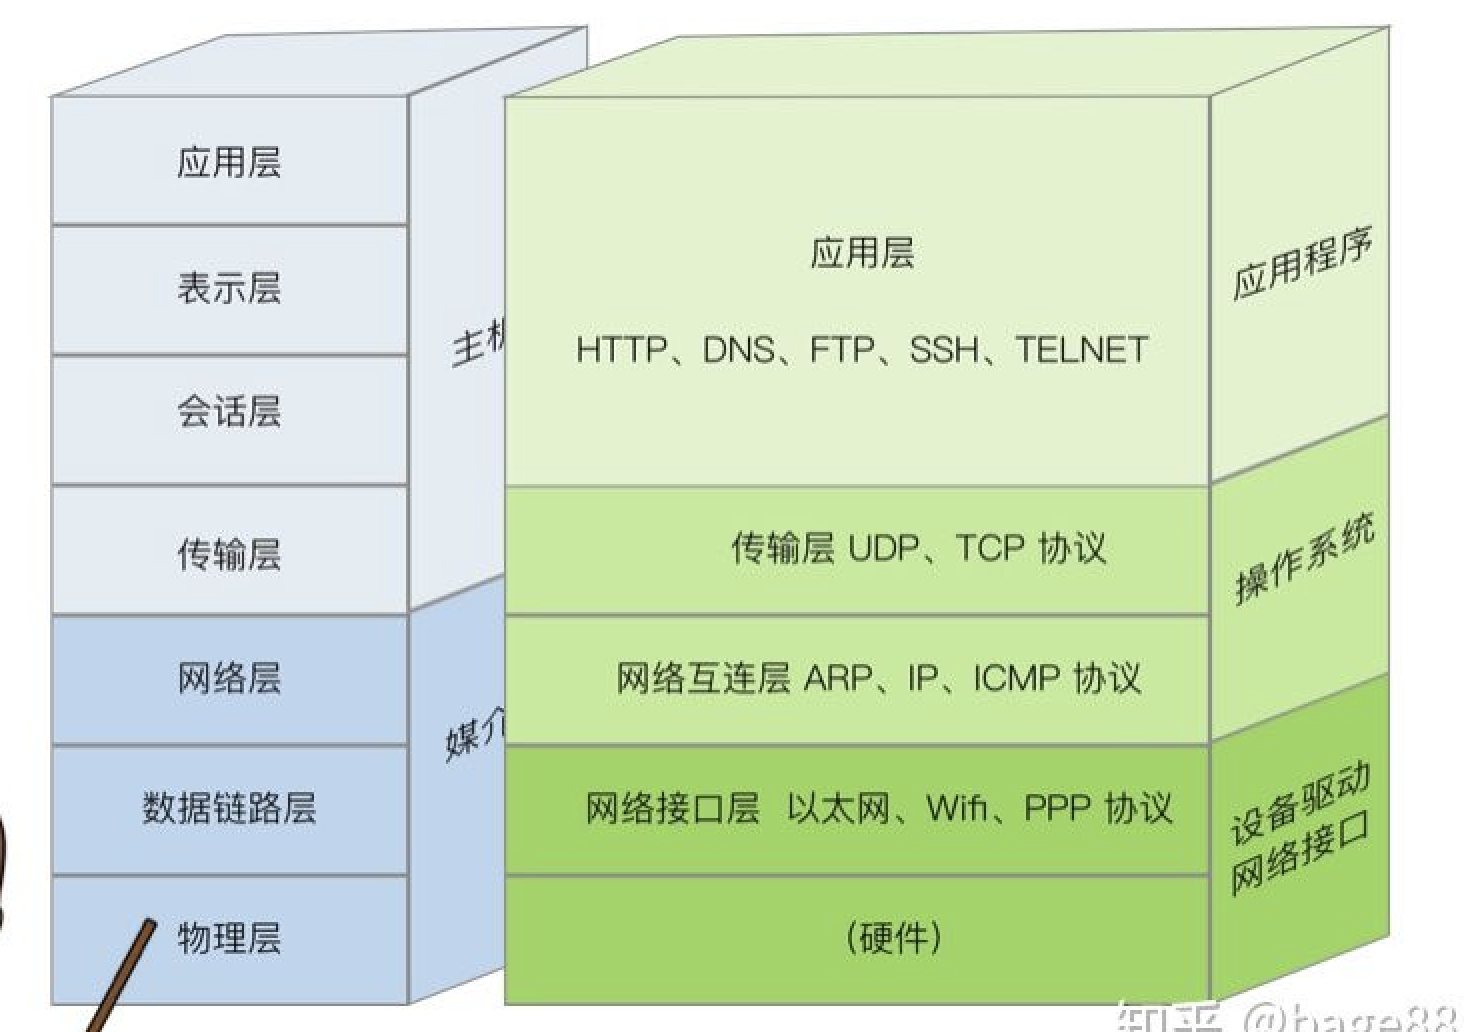 应用层
表示层
会话层
传输层
网络层
数据链路层
物理层
主机
媒介
应用层
HTTP、DNS、FTP、SSH、TELNET
传输层 UDP、TCP 协议
网络互连层 ARP、IP、ICMP 协议
网络接口层 以太网、Wifi、PPP 协议
(硬件)
应用程序
操作系统
设备驱动
网络接口
知乎 @bage88